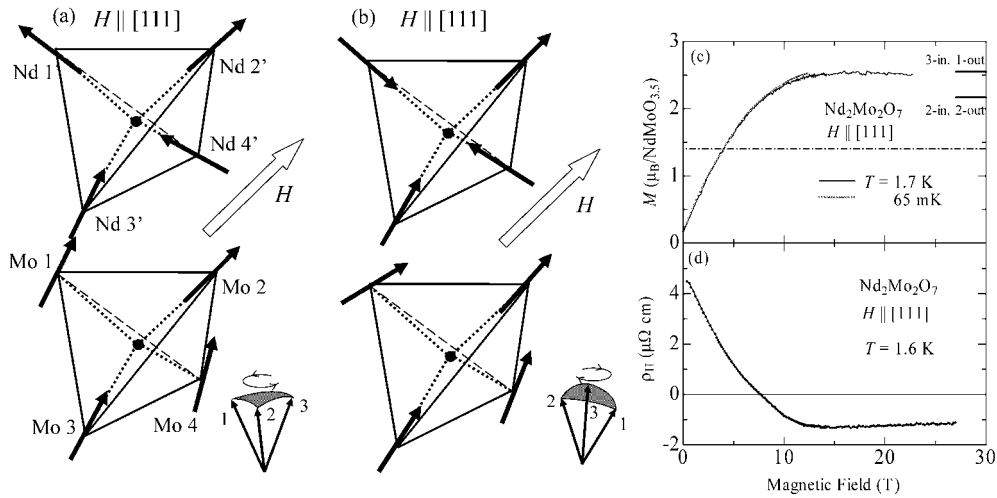 (a)
H || [111]
Nd 1
Nd 2'
Nd 4'
Nd 3'
H
Mo 1
Mo 2
Mo 3
Mo 4
1
2
3
(b)
H || [111]
H
2
3
1
(c)
3-in, 1-out
2-in, 2-out
Nd2Mo2O7
H || [111]
T = 1.7 K
65 mK
M (μB/NdMoO3.5)
3
2
1
0
(d)
Nd2Mo2O7
H || [111]
T = 1.6 K
ρH (μΩ cm)
4
2
0
-2
0
10
20
30
Magnetic Field (T)